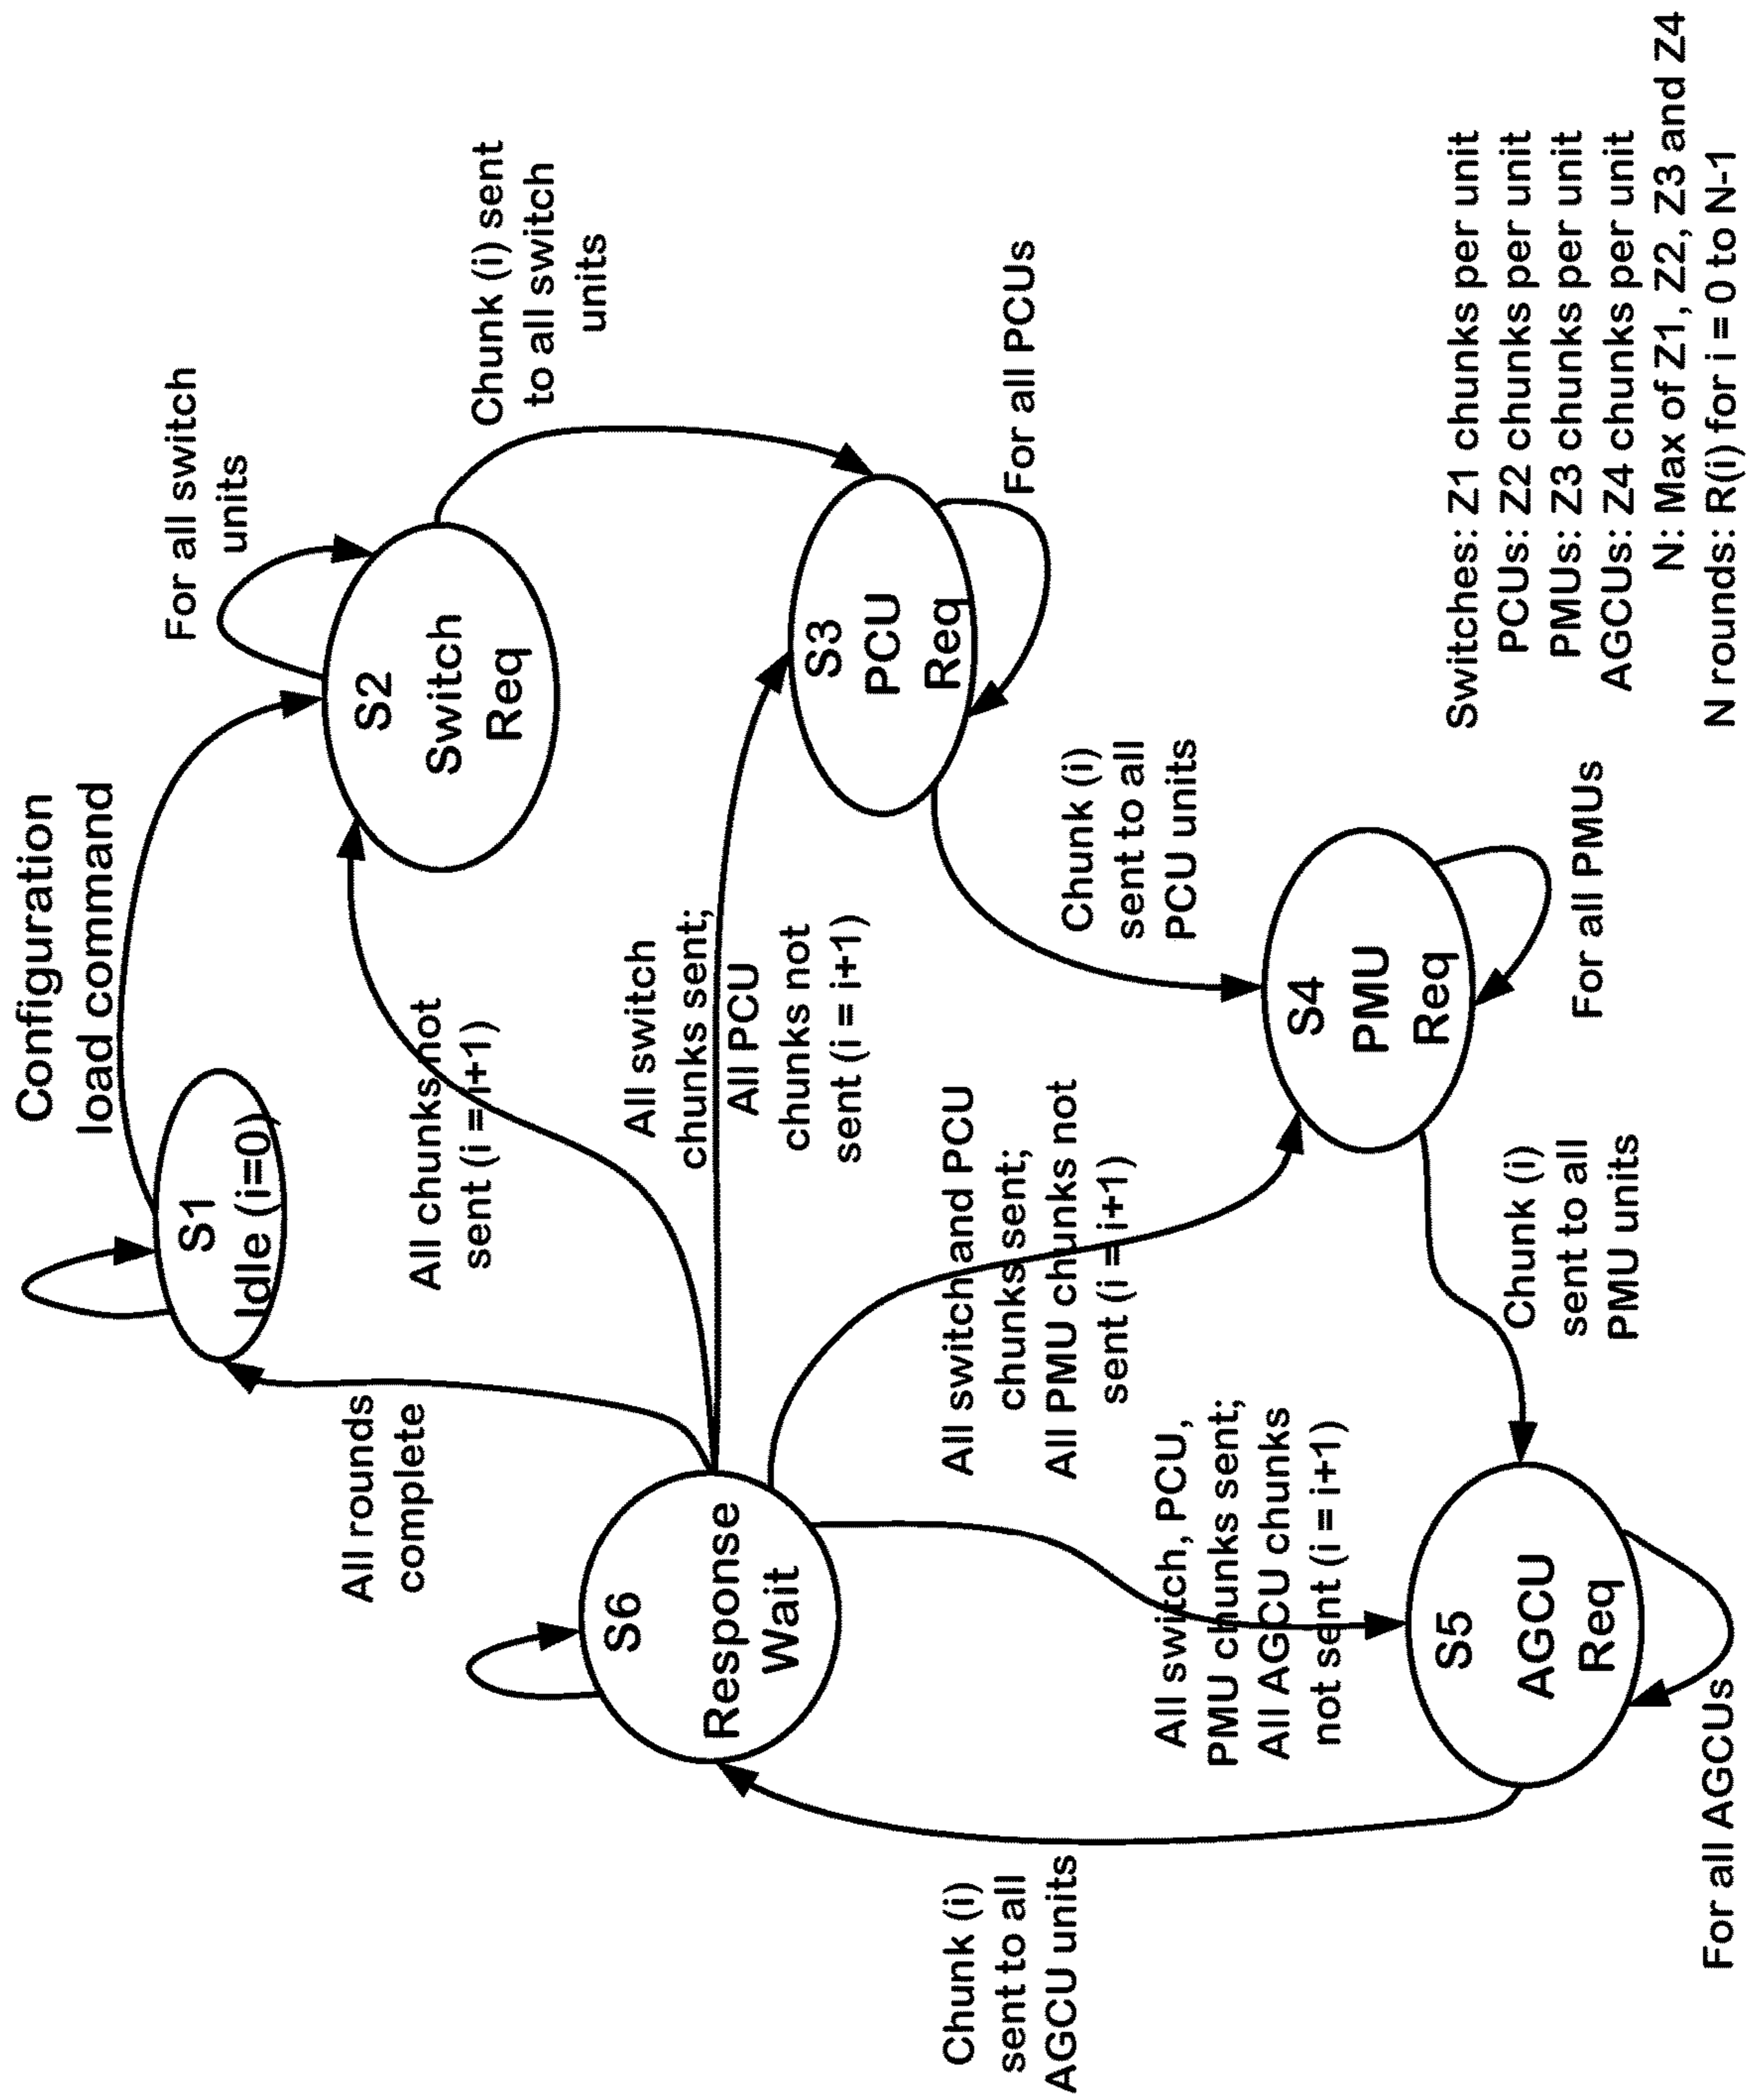 Configuration
load command
S1
Idle (i=0)
For all switch
units
S2
Switch
Req
Chunk (i) sent
to all switch
units
All rounds
complete
All chunks not
sent (i = i+1)
All switch
chunks sent;
All PCU
chunks not
sent (i = i+1)
S3
PCU
Req
For all PCUs
S6
Response
Wait
All switch and PCU
chunks sent;
All PMU chunks not
sent (i = i+1)
Chunk (i)
sent to all
PCU units
All switch, PCU,
PMU chunks sent;
All AGCU chunks
not sent (i = i+1)
S4
PMU
Req
For all PMUs
Chunk (i)
sent to all
AGCU units
S5
AGCU
Req
Chunk (i)
sent to all
PMU units
For all AGCUs
Switches: Z1 chunks per unit
PCUs: Z2 chunks per unit
PMUs: Z3 chunks per unit
AGCUs: Z4 chunks per unit
N: Max of Z1, Z2, Z3 and Z4
N rounds: R(i) for i = 0 to N-1